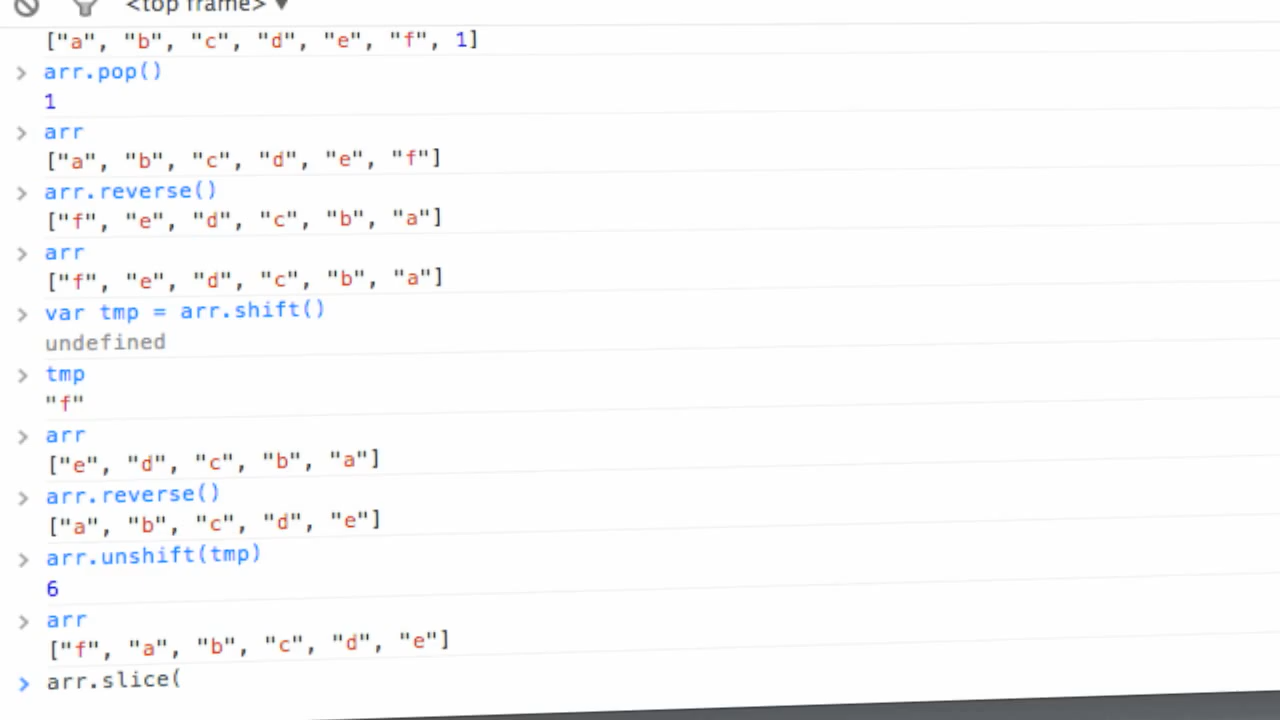 <top frame> ▼
["a", "b", "c", "d", "e", "f", 1]
> arr.pop()
1
> arr
["a", "b", "c", "d", "e", "f"]
> arr.reverse()
["f", "e", "d", "c", "b", "a"]
> arr
["f", "e", "d", "c", "b", "a"]
> var tmp = arr.shift()
undefined
> tmp
"f"
> arr
["e", "d", "c", "b", "a"]
> arr.reverse()
["a", "b", "c", "d", "e"]
> arr.unshift(tmp)
6
> arr
["f", "a", "b", "c", "d", "e"]
> arr.slice(